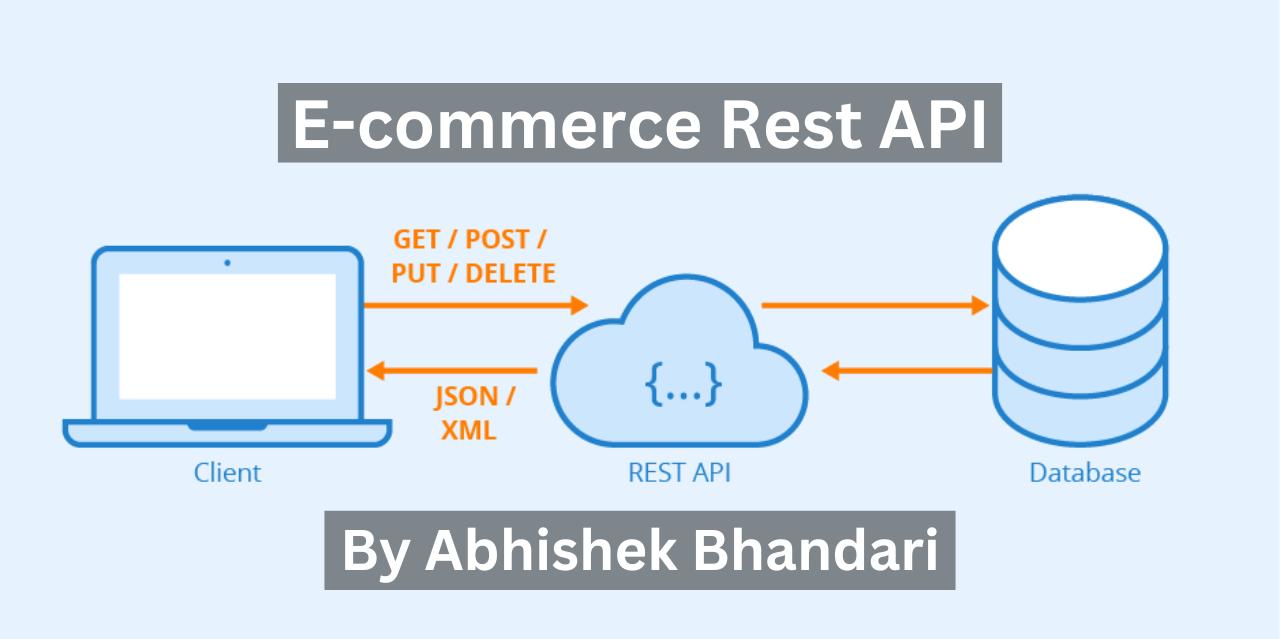 E-commerce Rest API
GET / POST /
PUT / DELETE
{...}
JSON /
XML
Client
REST API
Database
By Abhishek Bhandari